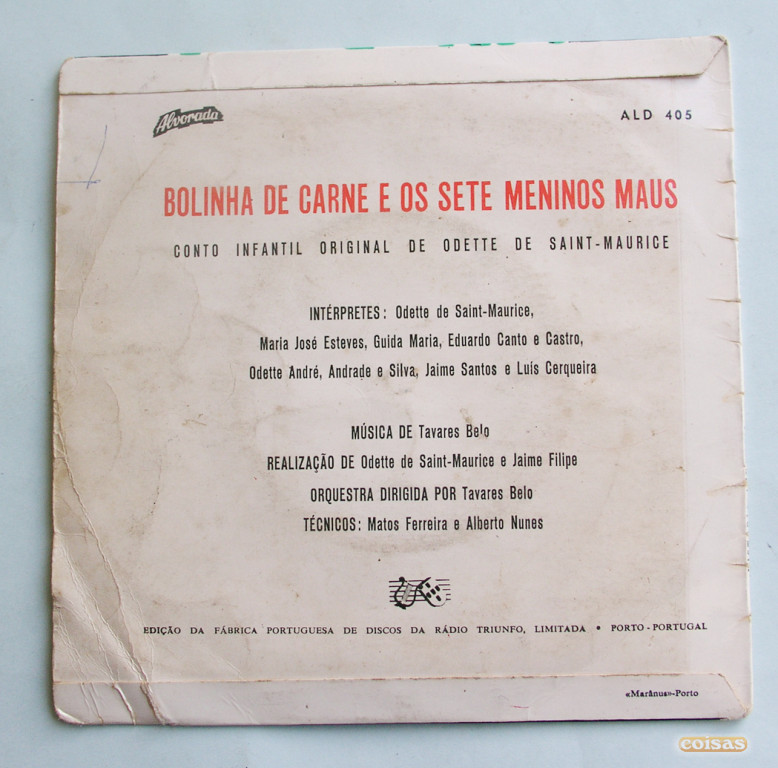 Alvorada
ALD 405
BOLINHA DE CARNE E OS SETE MENINOS MAUS
CONTO INFANTIL ORIGINAL DE ODETTE DE SAINT-MAURICE
INTÉRPRETES: Odette de Saint-Maurice,
Maria José Esteves, Guida Maria, Eduardo Canto e Castro,
Odette André, Andrade e Silva, Jaime Santos e Luís Cerqueira
MÚSICA DE Tavares Belo
REALIZAÇÃO DE Odette de Saint-Maurice e Jaime Filipe
ORQUESTRA DIRIGIDA POR Tavares Belo
TÉCNICOS: Matos Ferreira e Alberto Nunes
EDIÇÃO DA FÁBRICA PORTUGUESA DE DISCOS DA RÁDIO TRIUNFO, LIMITADA • PORTO - PORTUGAL
«Marânus»-Porto
coisas